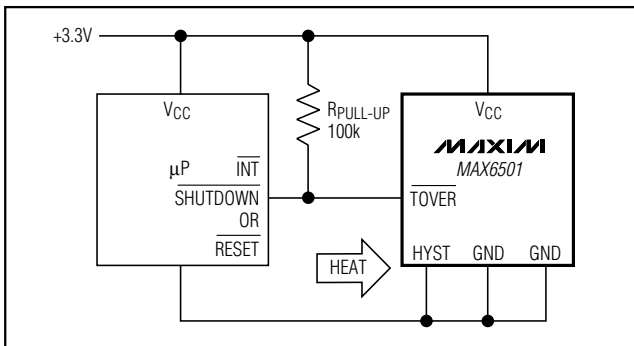 +3.3V
VCC
μP
INT
SHUTDOWN
OR
RESET
RPULL-UP
100k
VCC
MAXIM
MAX6501
TOVER
HEAT
HYST GND GND